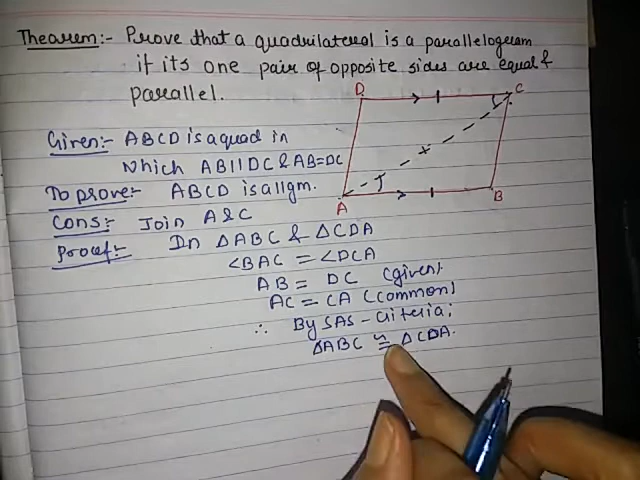 Theorem:- Prove that a quadrilateral is a parallelogram
if its one pair of opposite sides are equal &
parallel.
D C
Given:- ABCD is a quad in
which AB || DC & AB=DC
To prove:- ABCD is a llgm.
A B
Cons:- Join A & C
Proof:- In ΔABC & ΔCDA
∠BAC = ∠DCA
AB = DC (given)
AC = CA (common)
∴ By SAS - criteria;
ΔABC ≅ ΔCDA.